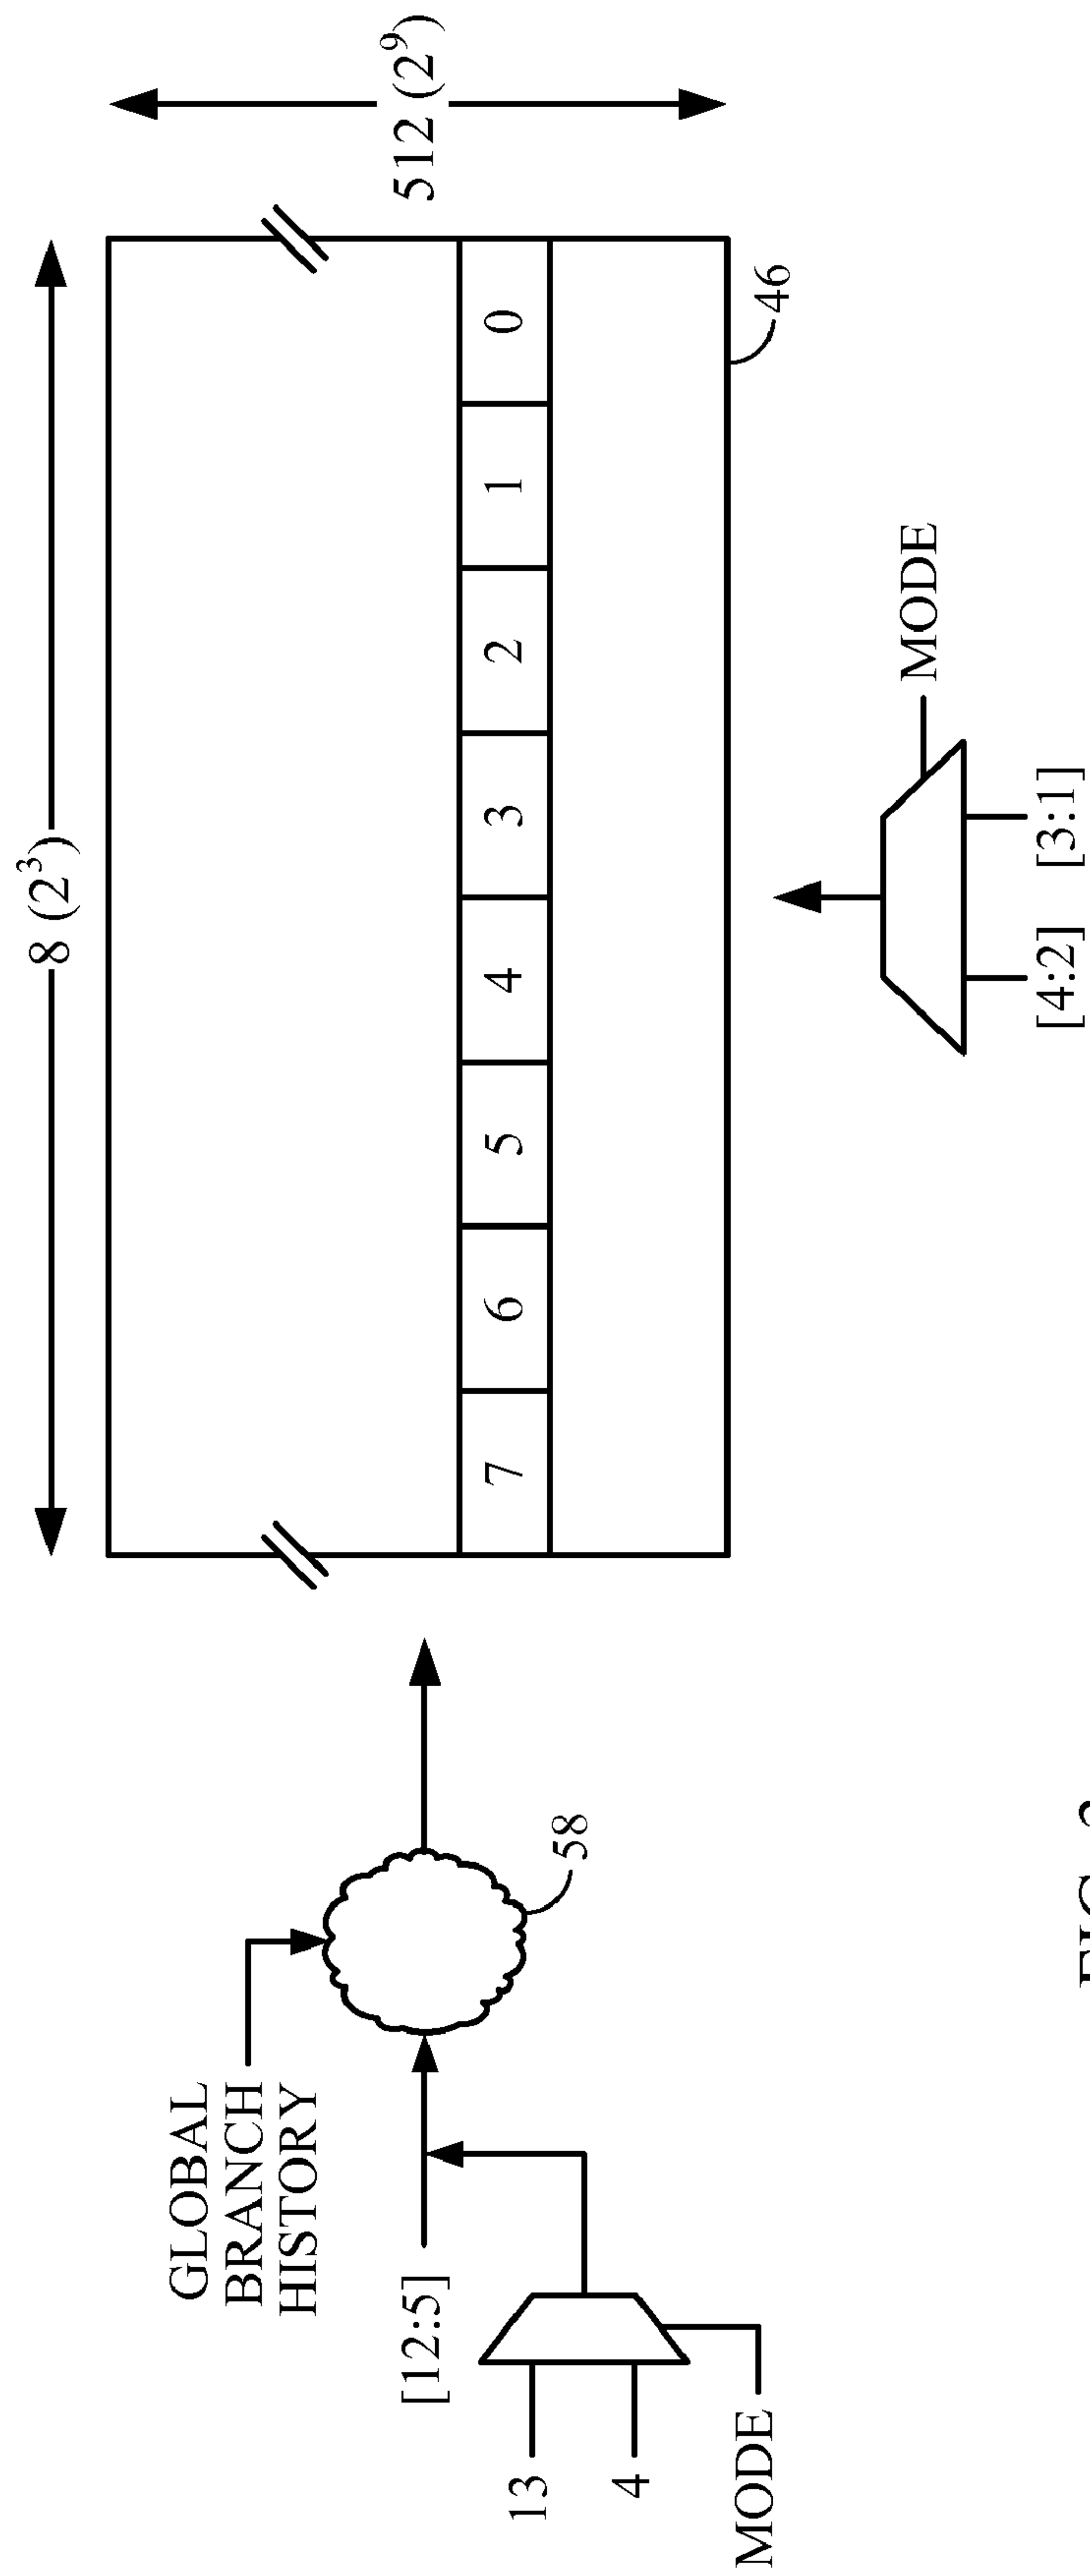 8 (2³)
512 (2⁹)
GLOBAL
BRANCH
HISTORY
[12:5]
13
4
MODE
58
7 6 5 4 3 2 1 0
46
MODE
[4:2] [3:1]